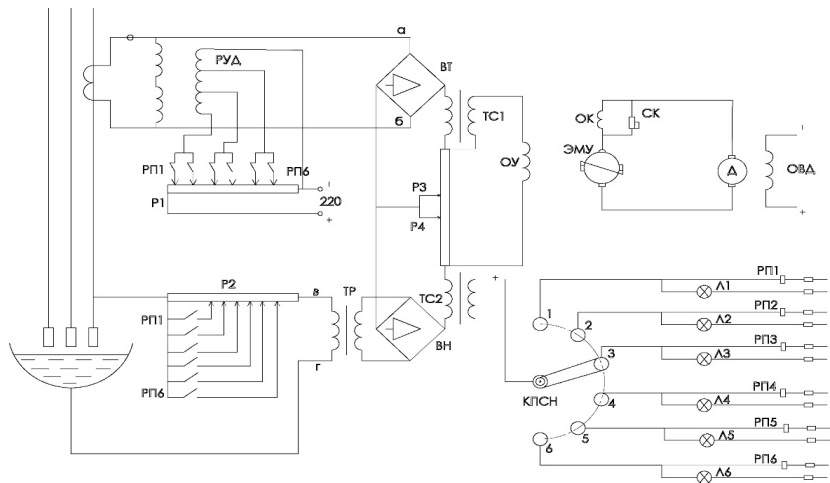 а
РУД
ВТ
ТС1
ОК
СК
ЭМУ
Д
ОВД
-
+
б
ОУ
РП1
РП6
Р1
-
220
+
Р3
Р4
Р2
в
ТР
ТС2
+
ВН
г
РП1
РП6
КПСН
1
2
3
4
5
6
РП1
Л1
РП2
Л2
РП3
Л3
РП4
Л4
РП5
Л5
РП6
Л6